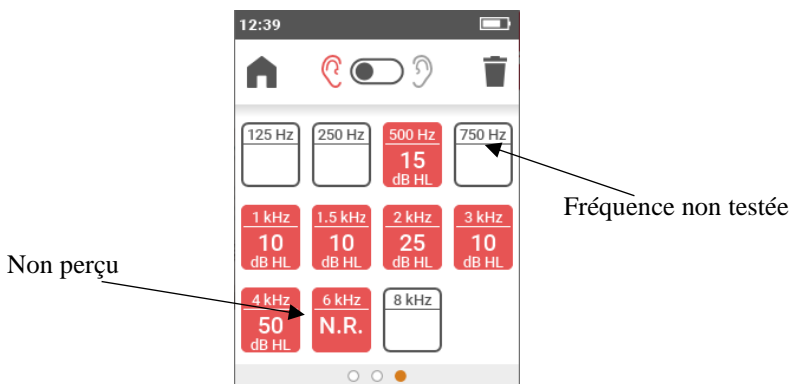 12:39
125 Hz 250 Hz 500 Hz 750 Hz
15
dB HL
Fréquence non testée
1 kHz 1.5 kHz 2 kHz 3 kHz
10 10 25 10
dB HL dB HL dB HL dB HL
Non perçu
4 kHz 6 kHz 8 kHz
50 N.R.
dB HL